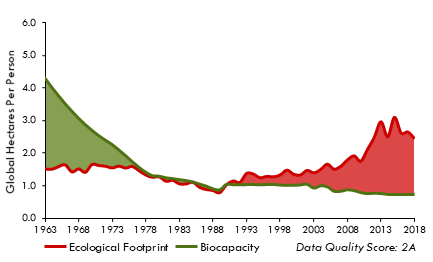 Global Hectares Per Person
6.0
5.0
4.0
3.0
2.0
1.0
0.0
1963 1968 1973 1978 1983 1988 1993 1998 2003 2008 2013 2018
Ecological Footprint Biocapacity Data Quality Score: 2A